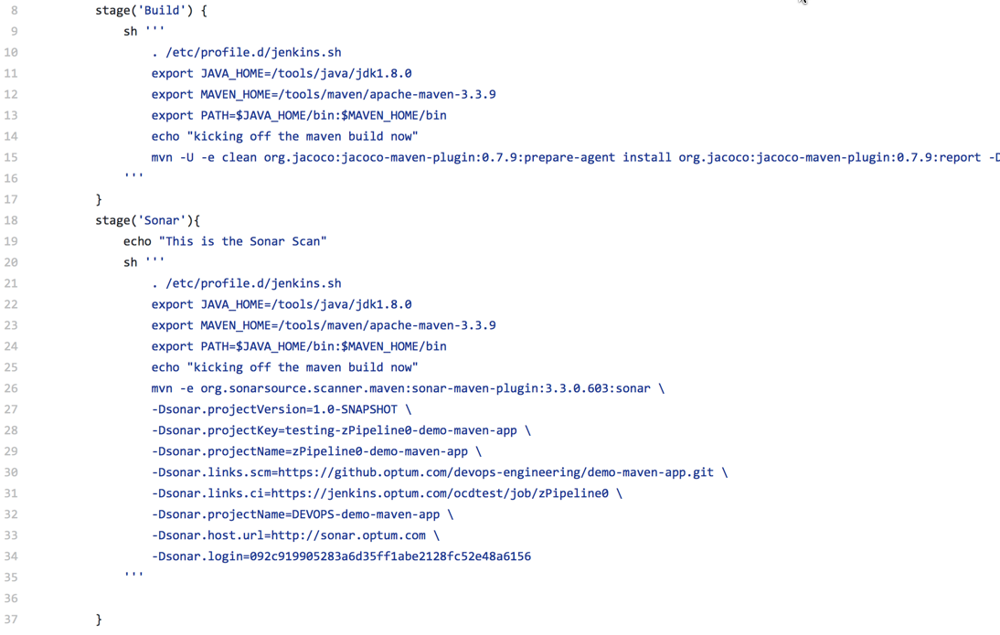 8 stage('Build') {
9 sh '''
10 . /etc/profile.d/jenkins.sh
11 export JAVA_HOME=/tools/java/jdk1.8.0
12 export MAVEN_HOME=/tools/maven/apache-maven-3.3.9
13 export PATH=$JAVA_HOME/bin:$MAVEN_HOME/bin
14 echo "kicking off the maven build now"
15 mvn -U -e clean org.jacoco:jacoco-maven-plugin:0.7.9:prepare-agent install org.jacoco:jacoco-maven-plugin:0.7.9:report -D
16 '''
17 }
18 stage('Sonar'){
19 echo "This is the Sonar Scan"
20 sh '''
21 . /etc/profile.d/jenkins.sh
22 export JAVA_HOME=/tools/java/jdk1.8.0
23 export MAVEN_HOME=/tools/maven/apache-maven-3.3.9
24 export PATH=$JAVA_HOME/bin:$MAVEN_HOME/bin
25 echo "kicking off the maven build now"
26 mvn -e org.sonarsource.scanner.maven:sonar-maven-plugin:3.3.0.603:sonar \
27 -Dsonar.projectVersion=1.0-SNAPSHOT \
28 -Dsonar.projectKey=testing-zPipeline0-demo-maven-app \
29 -Dsonar.projectName=zPipeline0-demo-maven-app \
30 -Dsonar.links.scm=https://github.optum.com/devops-engineering/demo-maven-app.git \
31 -Dsonar.links.ci=https://jenkins.optum.com/ocdtest/job/zPipeline0 \
32 -Dsonar.projectName=DEVOPS-demo-maven-app \
33 -Dsonar.host.url=http://sonar.optum.com \
34 -Dsonar.login=092c919905283a6d35ff1abe2128fc52e48a6156
35 '''
36
37 }